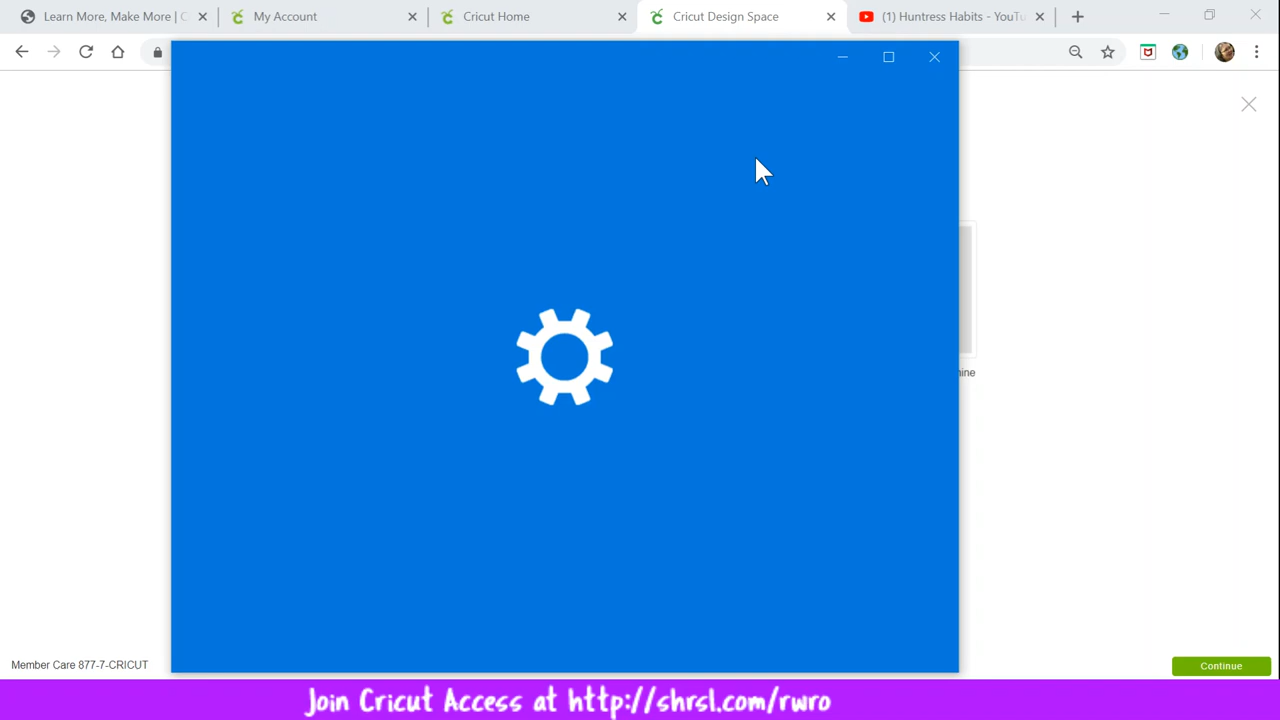 Learn More, Make More | C
My Account
Cricut Home
Cricut Design Space
(1) Huntress Habits - YouTu
hine
Member Care 877-7-CRICUT
Continue
Join Cricut Access at http://shrsl.com/rwro